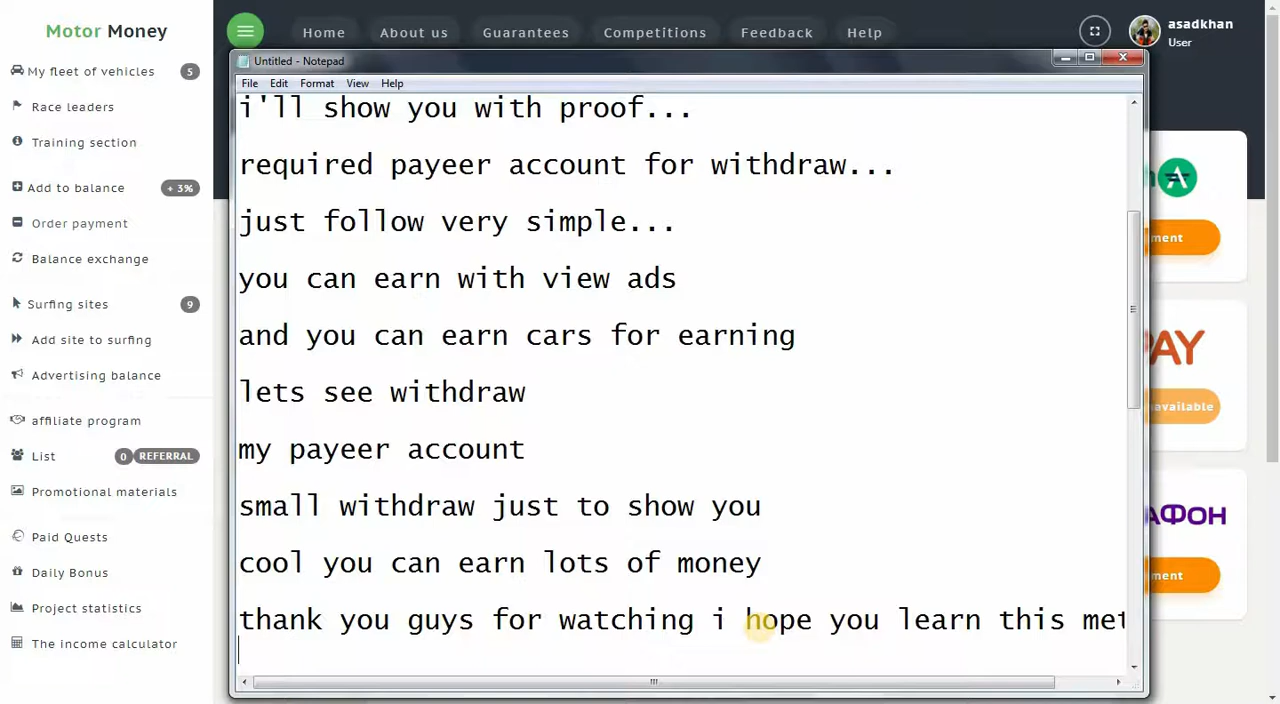 Motor Money
Home
About us
Guarantees
Competitions
Feedback
Help
asadkhan
User
My fleet of vehicles 5
Race leaders
Training section
Add to balance + 3%
Order payment
Balance exchange
Surfing sites 9
Add site to surfing
Advertising balance
affiliate program
List 0 REFERRAL
Promotional materials
Paid Quests
Daily Bonus
Project statistics
The income calculator
Untitled - Notepad
File Edit Format View Help
i'll show you with proof...
required payeer account for withdraw...
just follow very simple...
you can earn with view ads
and you can earn cars for earning
lets see withdraw
my payeer account
small withdraw just to show you
cool you can earn lots of money
thank you guys for watching i hope you learn this met
ment
PAY
available
АФОН
ment